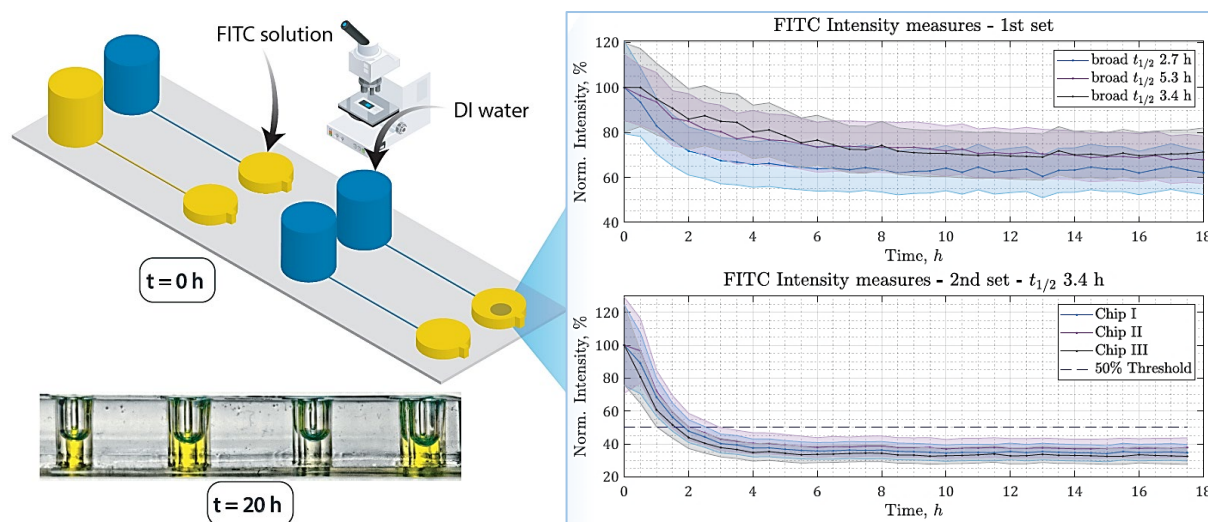 FITC solution
DI water
t = 0 h
t = 20 h
FITC Intensity measures - 1st set
Norm. Intensity, %
120
100
80
60
40
broad t1/2 2.7 h
broad t1/2 5.3 h
broad t1/2 3.4 h
0 2 4 6 8 10 12 14 16 18
Time, h
FITC Intensity measures - 2nd set - t1/2 3.4 h
Norm. Intensity, %
120
100
80
60
40
20
Chip I
Chip II
Chip III
50% Threshold
0 2 4 6 8 10 12 14 16 18
Time, h